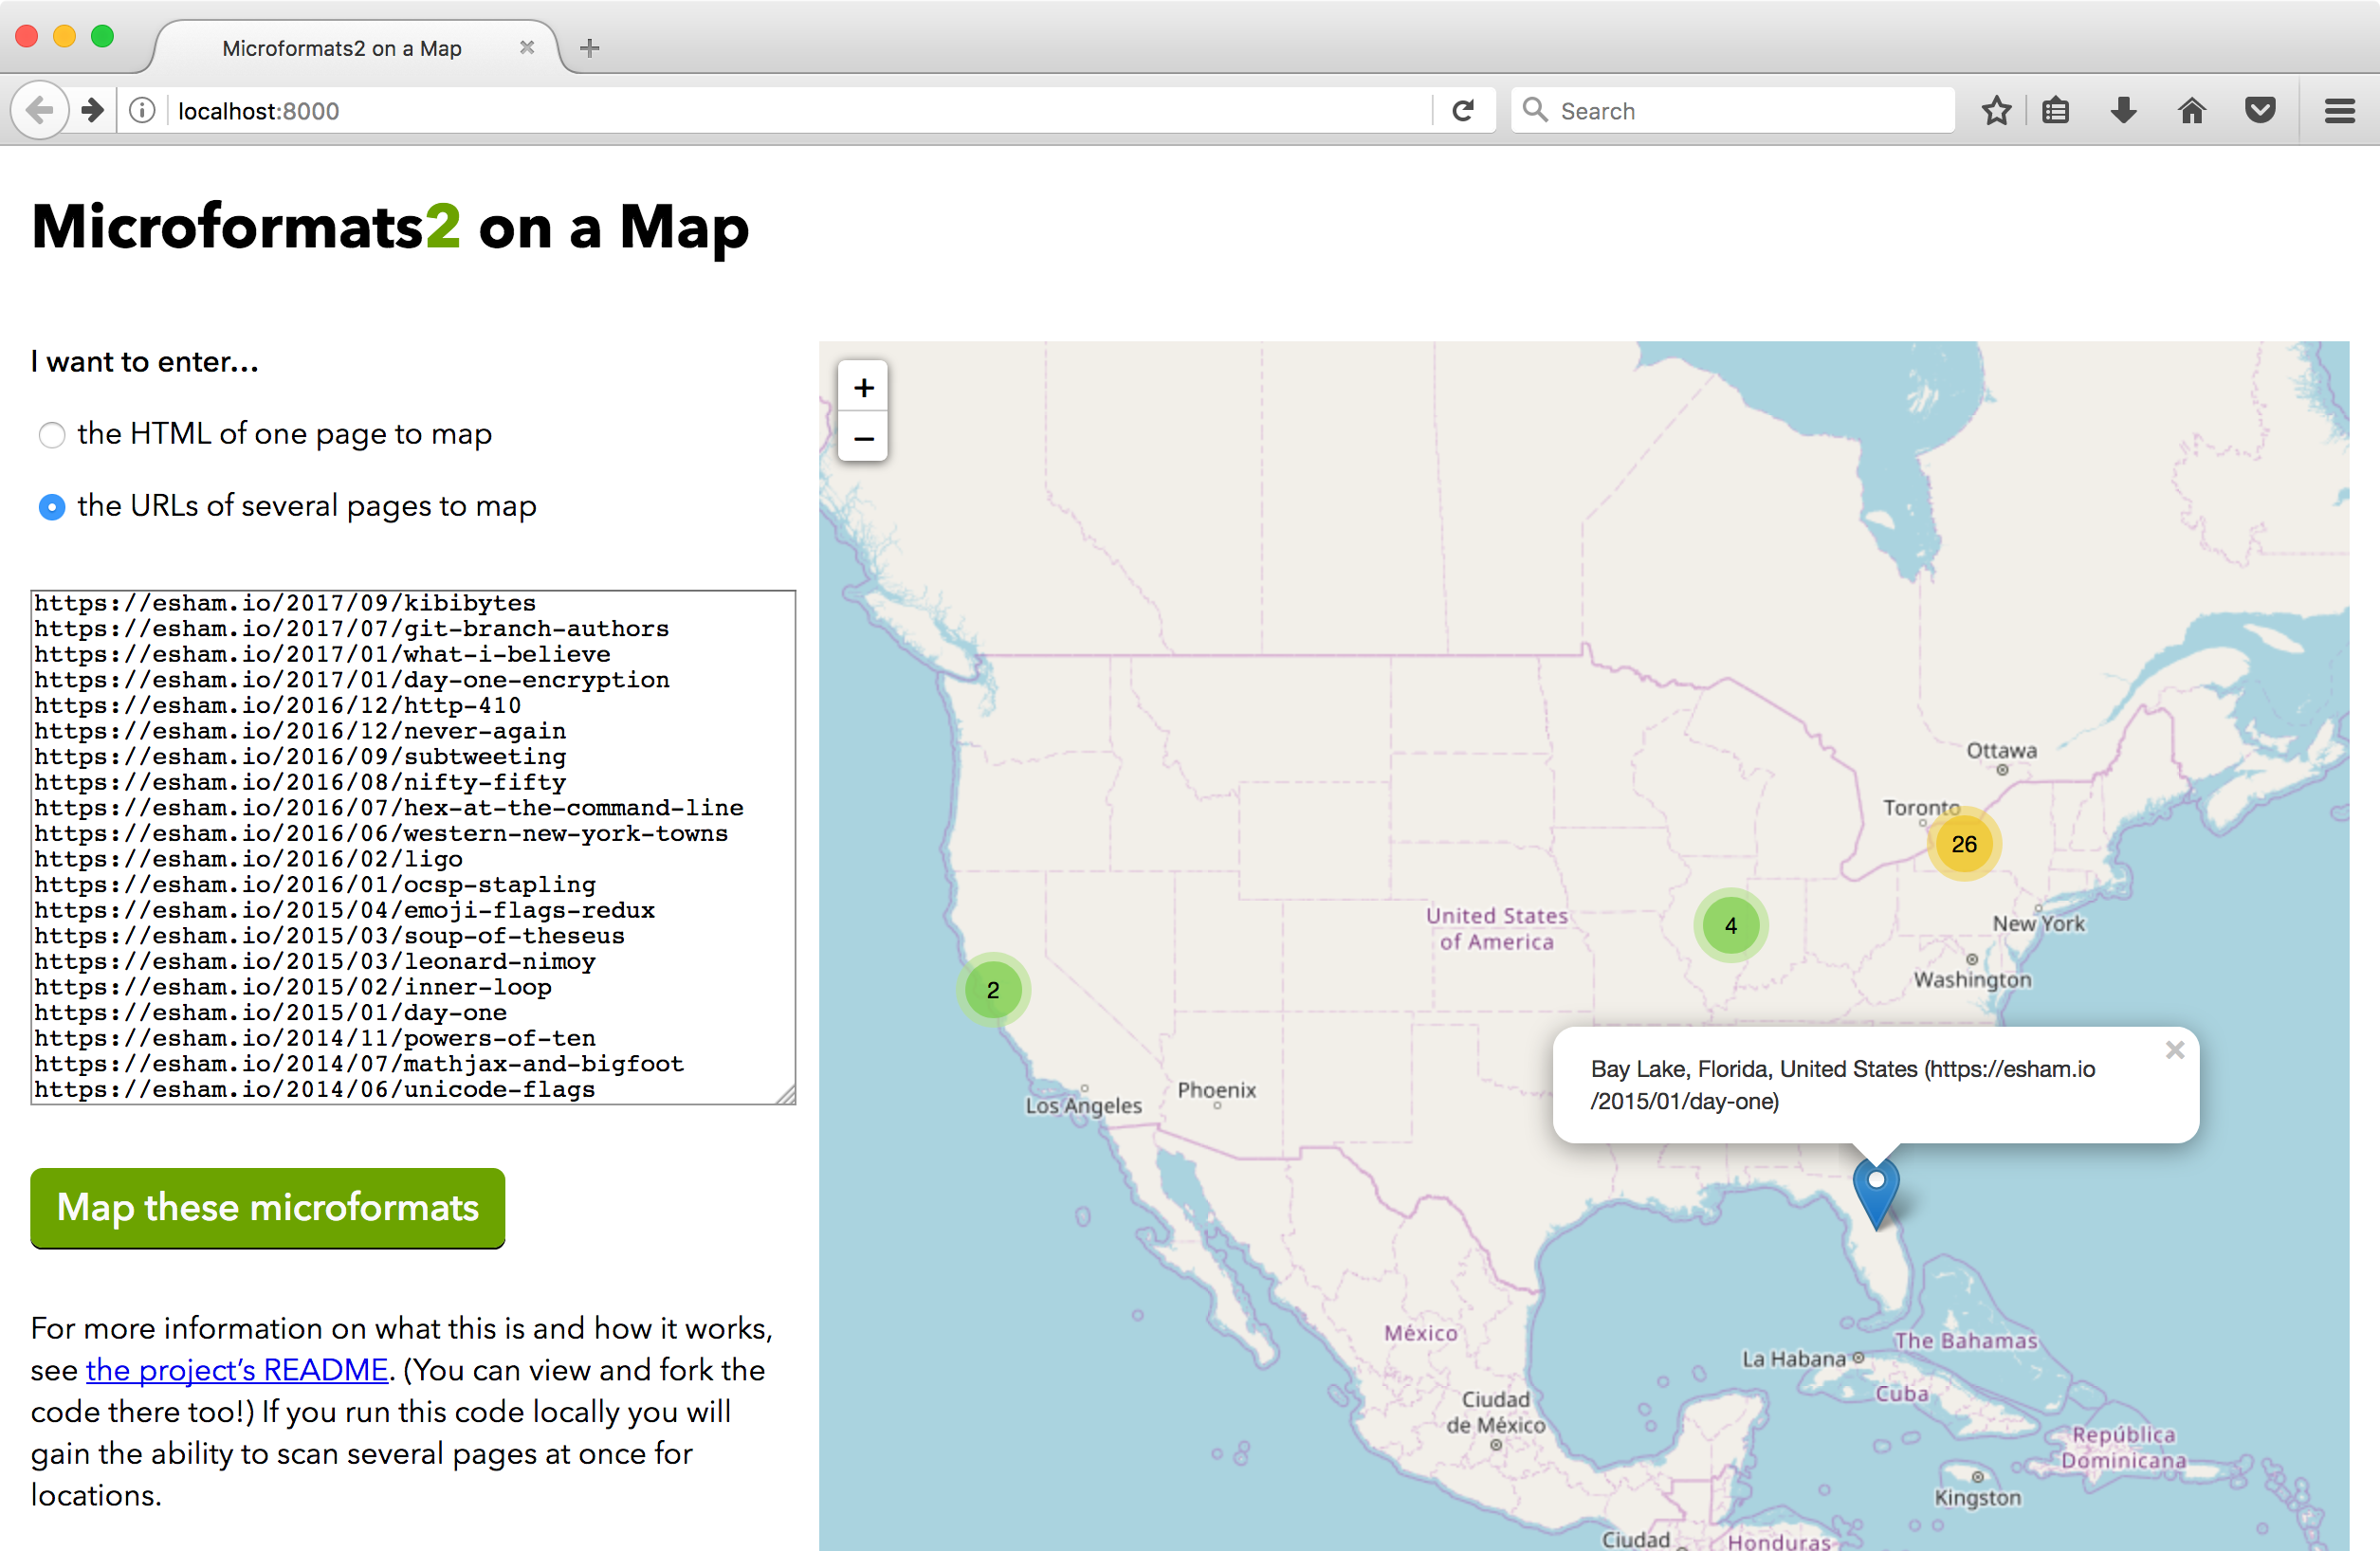 Microformats2 on a Map
localhost:8000
Search
Microformats2 on a Map
I want to enter…
the HTML of one page to map
the URLs of several pages to map
https://esham.io/2017/09/kibibytes
https://esham.io/2017/07/git-branch-authors
https://esham.io/2017/01/what-i-believe
https://esham.io/2017/01/day-one-encryption
https://esham.io/2016/12/http-410
https://esham.io/2016/12/never-again
https://esham.io/2016/09/subtweeting
https://esham.io/2016/08/nifty-fifty
https://esham.io/2016/07/hex-at-the-command-line
https://esham.io/2016/06/western-new-york-towns
https://esham.io/2016/02/ligo
https://esham.io/2016/01/ocsp-stapling
https://esham.io/2015/04/emoji-flags-redux
https://esham.io/2015/03/soup-of-theseus
https://esham.io/2015/03/leonard-nimoy
https://esham.io/2015/02/inner-loop
https://esham.io/2015/01/day-one
https://esham.io/2014/11/powers-of-ten
https://esham.io/2014/07/mathjax-and-bigfoot
https://esham.io/2014/06/unicode-flags
Map these microformats
For more information on what this is and how it works,
see the project’s README. (You can view and fork the
code there too!) If you run this code locally you will
gain the ability to scan several pages at once for
locations.
+
−
Ottawa
Toronto
26
United States
of America
4
New York
Washington
2
Los Angeles
Phoenix
Bay Lake, Florida, United States (https://esham.io
/2015/01/day-one)
México
La Habana
The Bahamas
Cuba
Ciudad
de México
República
Dominicana
Kingston
Ciudad
Honduras